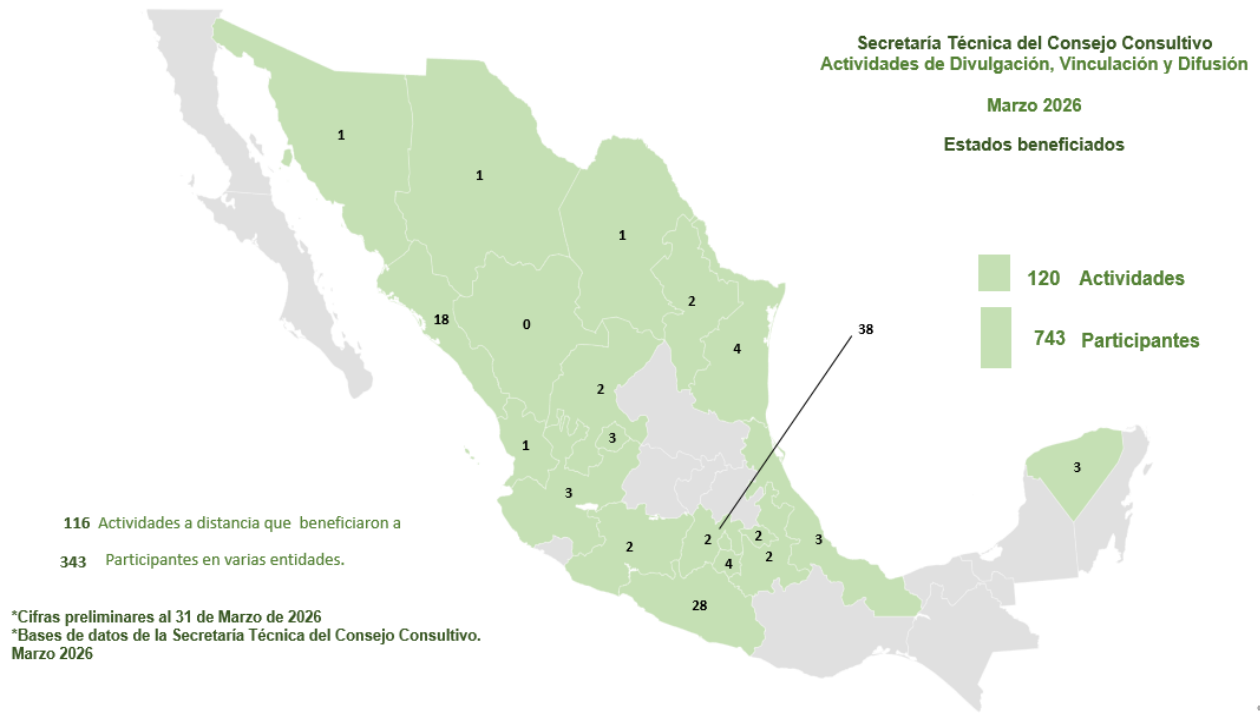 Secretaría Técnica del Consejo Consultivo
Actividades de Divulgación, Vinculación y Difusión
Marzo 2026
Estados beneficiados
1
1
1
2
18
0
4
38
2
3
1
3
3
2
2
2
2
3
4
28
120 Actividades
743 Participantes
116 Actividades a distancia que beneficiaron a
343 Participantes en varias entidades.
*Cifras preliminares al 31 de Marzo de 2026
*Bases de datos de la Secretaría Técnica del Consejo Consultivo.
Marzo 2026